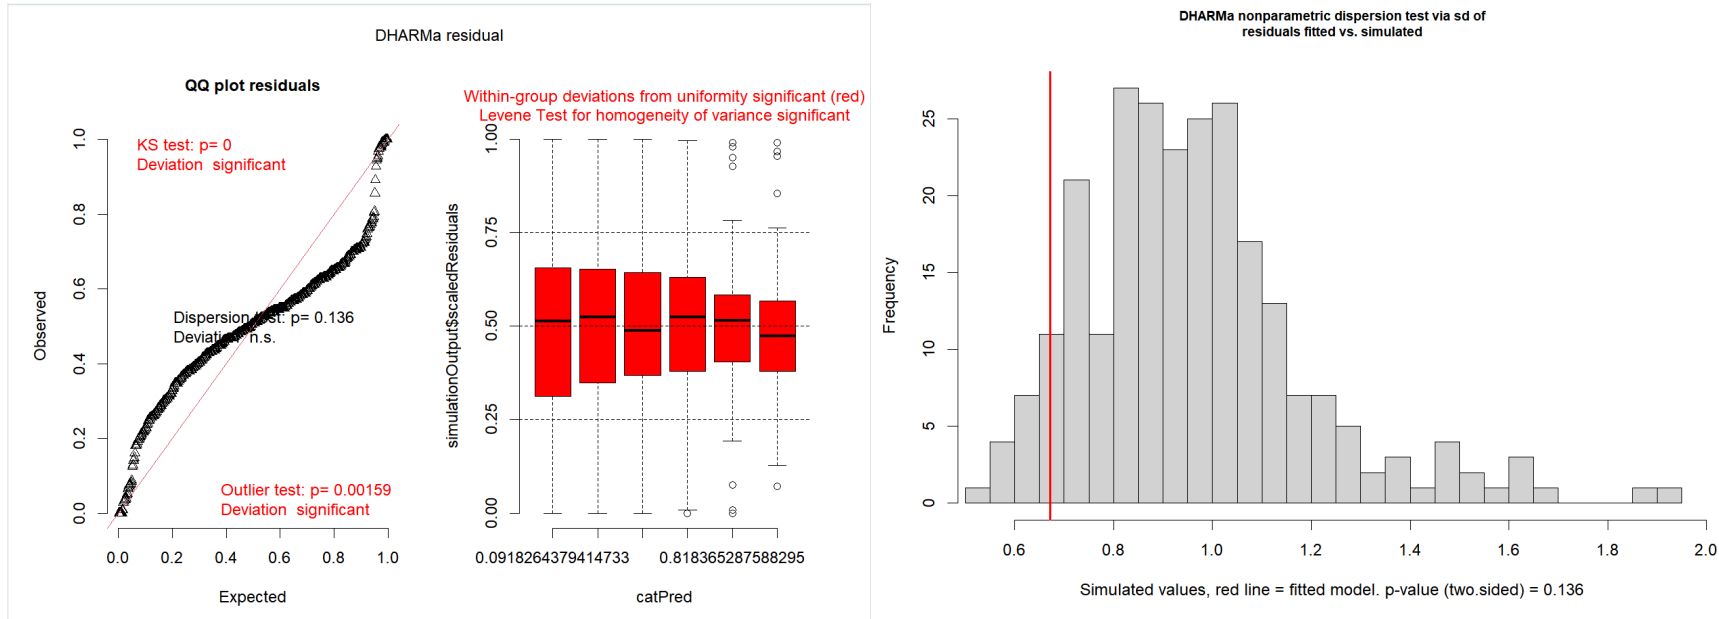 DHARMa residual
QQ plot residuals
KS test: p= 0
Deviation significant
Dispersion test: p= 0.136
Deviation n.s.
Outlier test: p= 0.00159
Deviation significant
Observed
0.0
0.2
0.4
0.6
0.8
1.0
0.0
0.2
0.4
0.6
0.8
1.0
Expected
Within-group deviations from uniformity significant (red)
Levene Test for homogeneity of variance significant
simulationOutput$scaledResiduals
0.00
0.25
0.50
0.75
1.00
0.0918264379414733
0.8183652875882295
catPred
DHARMa nonparametric dispersion test via sd of
residuals fitted vs. simulated
Frequency
0
5
10
15
20
25
0.6
0.8
1.0
1.2
1.4
1.6
1.8
2.0
Simulated values, red line = fitted model. p-value (two.sided) = 0.136